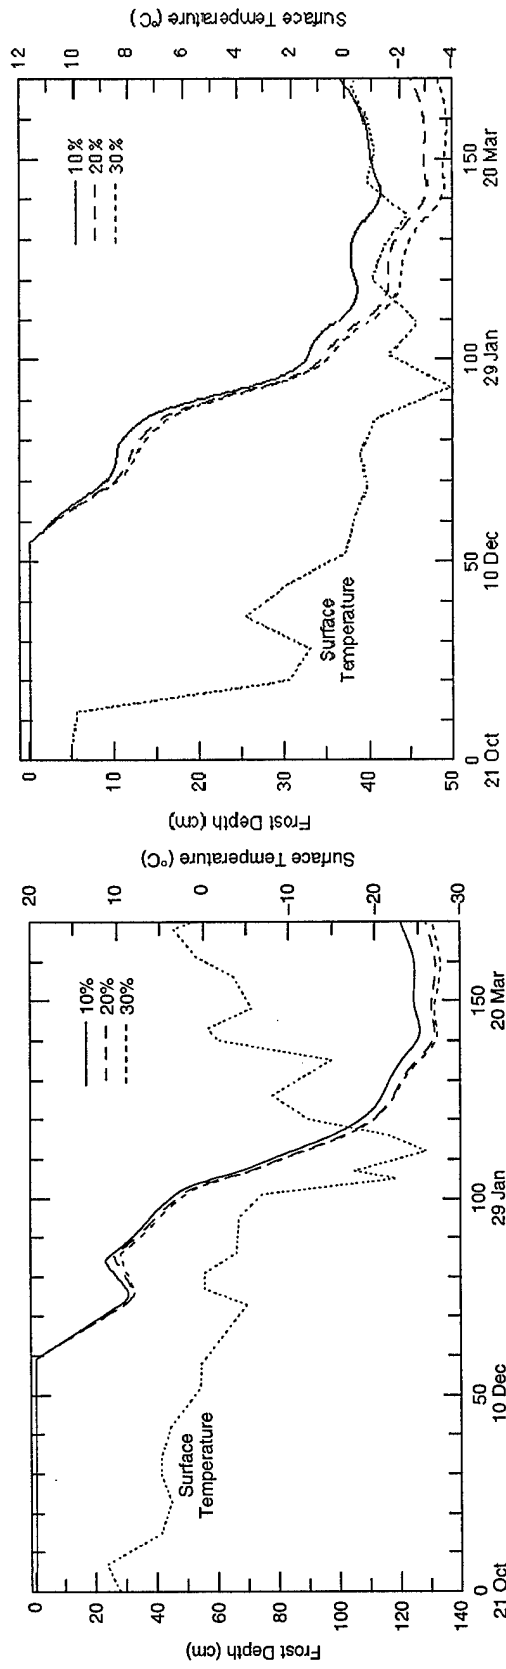 Frost Depth (cm)
0
20
40
60
80
100
120
140
20
10
0
–10
–20
–30
Surface Temperature (°C)
10%
20%
30%
Surface
Temperature
0
50
100
150
21 Oct
10 Dec
29 Jan
20 Mar
Frost Depth (cm)
0
10
20
30
40
50
12
10
8
6
4
2
0
–2
–4
Surface Temperature (°C)
10%
20%
30%
Surface
Temperature
0
50
100
150
21 Oct
10 Dec
29 Jan
20 Mar